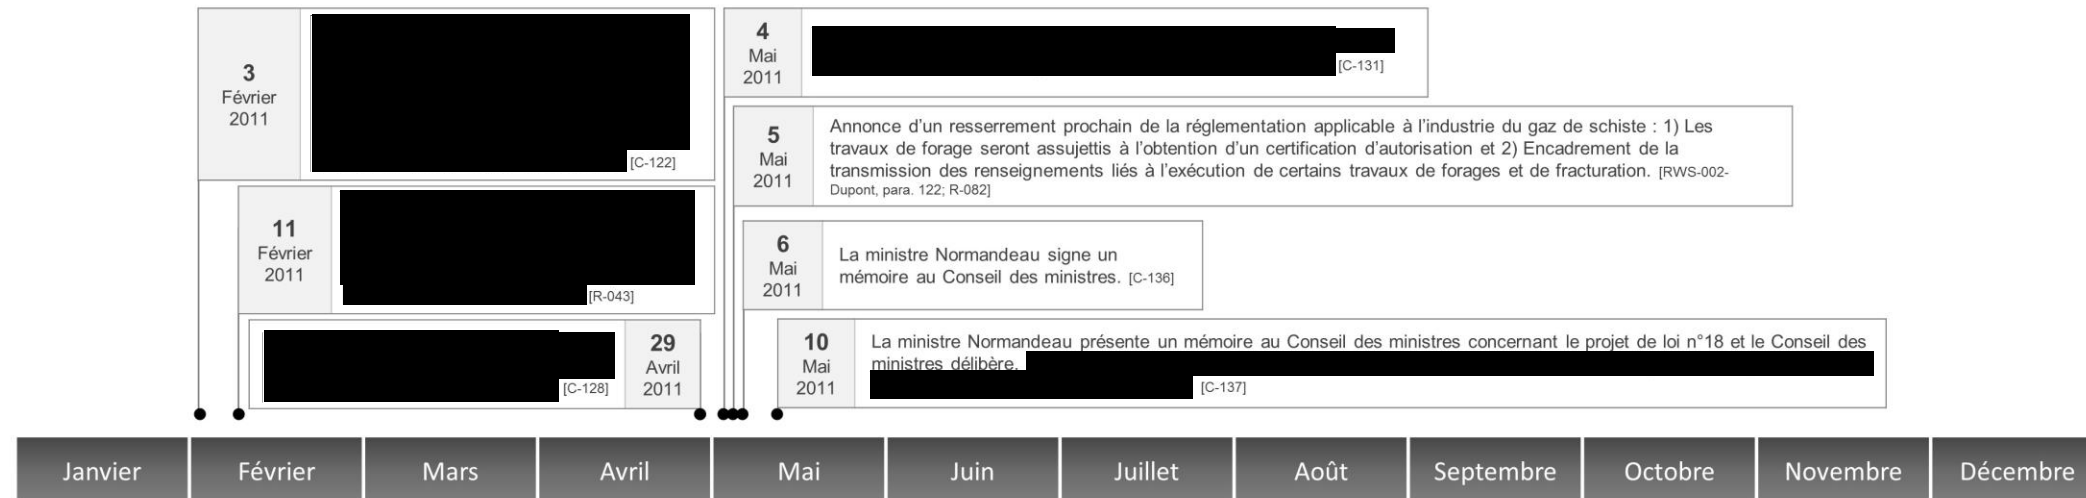 3
Février
2011
[C-122]
11
Février
2011
[R-043]
29
Avril
2011
[C-128]
4
Mai
2011
[C-131]
5
Mai
2011
Annonce d'un resserrement prochain de la réglementation applicable à l'industrie du gaz de schiste : 1) Les
travaux de forage seront assujettis à l'obtention d'un certification d'autorisation et 2) Encadrement de la
transmission des renseignements liés à l'exécution de certains travaux de forages et de fracturation. [RWS-002-
Dupont, para. 122; R-082]
6
Mai
2011
La ministre Normandeau signe un
mémoire au Conseil des ministres. [C-136]
10
Mai
2011
La ministre Normandeau présente un mémoire au Conseil des ministres concernant le projet de loi n°18 et le Conseil des
ministres délibère.
[C-137]
Janvier Février Mars Avril Mai Juin Juillet Août Septembre Octobre Novembre Décembre